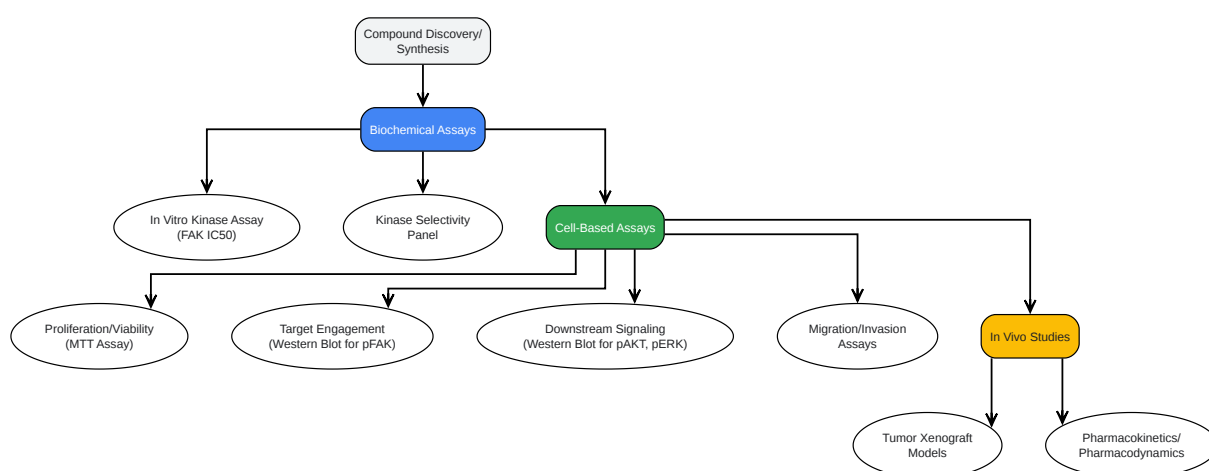 Compound Discovery/
Synthesis
Biochemical Assays
In Vitro Kinase Assay
(FAK IC50)
Kinase Selectivity
Panel
Cell-Based Assays
Proliferation/Viability
(MTT Assay)
Target Engagement
(Western Blot for pFAK)
Downstream Signaling
(Western Blot for pAKT, pERK)
Migration/Invasion
Assays
In Vivo Studies
Tumor Xenograft
Models
Pharmacokinetics/
Pharmacodynamics